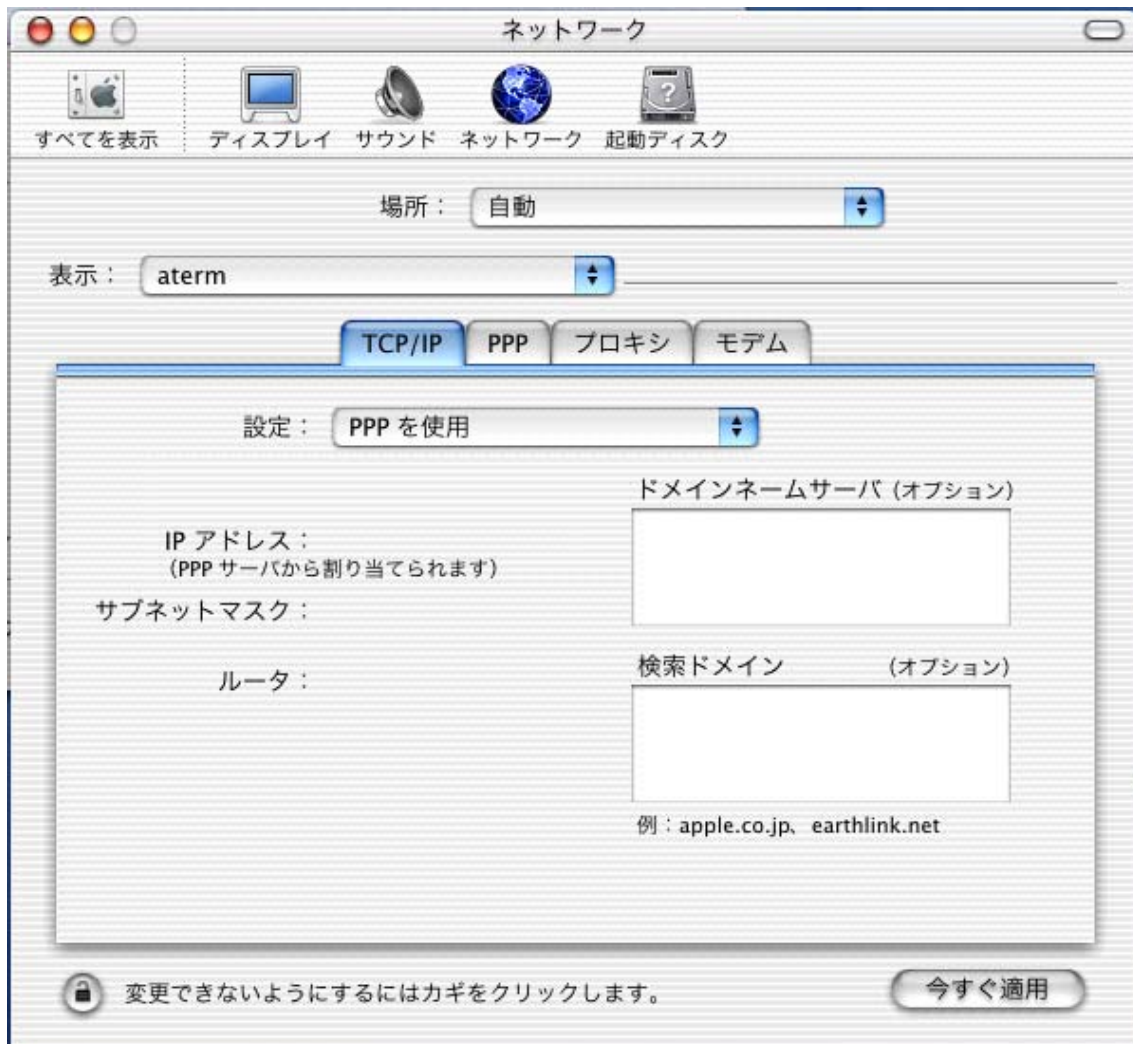 ネットワーク
すべてを表示 ディスプレイ サウンド ネットワーク 起動ディスク
場所： 自動
表示： aterm
TCP/IP PPP プロキシ モデム
設定： PPP を使用
ドメインネームサーバ (オプション)
IP アドレス：
(PPP サーバから割り当てられます)
サブネットマスク：
検索ドメイン (オプション)
ルータ：
例：apple.co.jp、earthlink.net
変更できないようにするにはカギをクリックします。 今すぐ適用